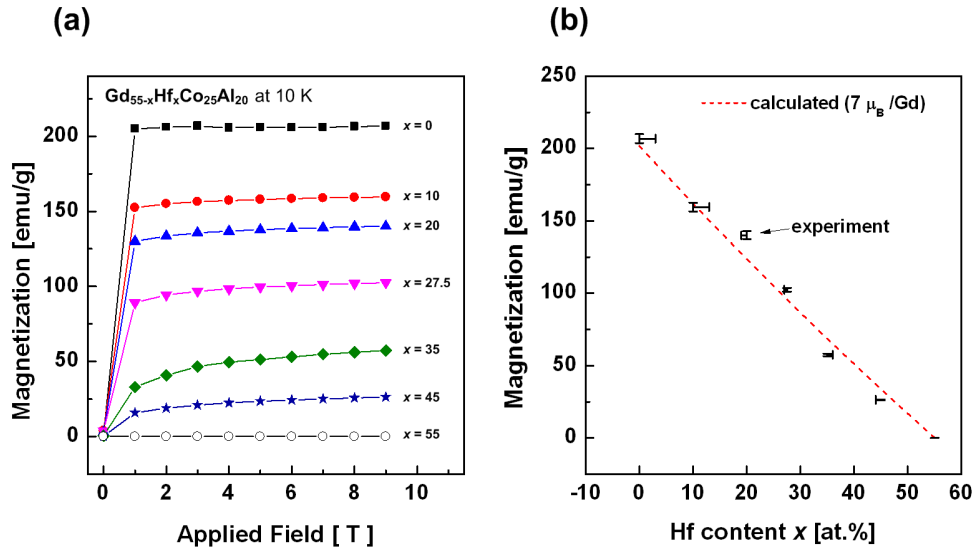 (a)
(b)
Gd55-xHfxCo25Al20 at 10 K
x = 0
x = 10
x = 20
x = 27.5
x = 35
x = 45
x = 55
Magnetization [emu/g]
200
150
100
50
0
0 2 4 6 8 10
Applied Field [ T ]
calculated (7 μB /Gd)
experiment
Magnetization [emu/g]
250
200
150
100
50
0
-10 0 10 20 30 40 50 60
Hf content x [at.%]